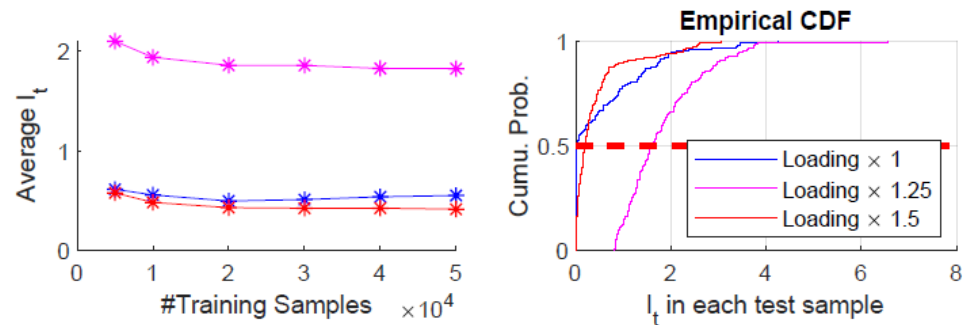 2
1
0
Average I_t
0
1
2
3
4
5
#Training Samples
×10^4
Empirical CDF
1
0.5
0
Cumu. Prob.
Loading × 1
Loading × 1.25
Loading × 1.5
0
2
4
6
8
I_t in each test sample